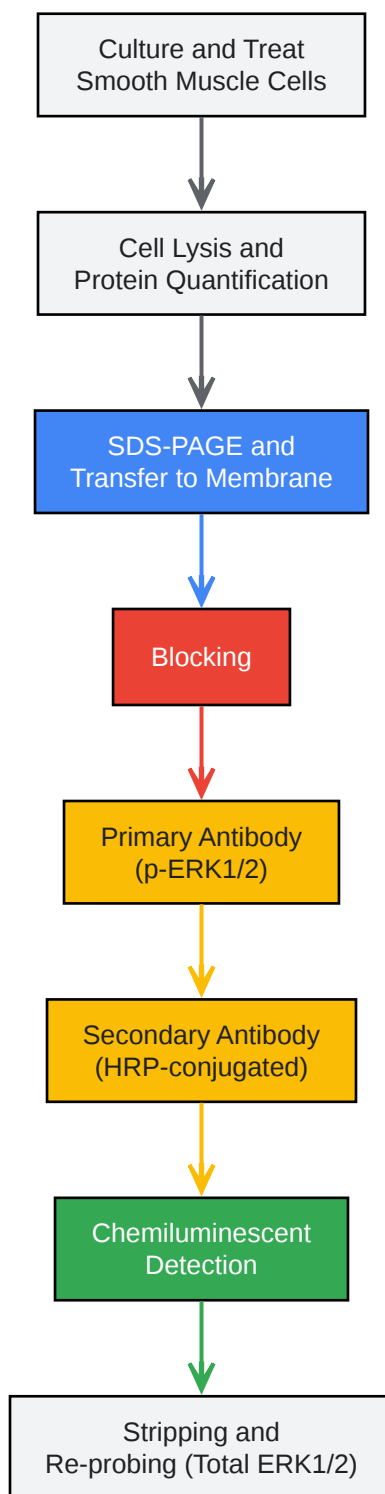 Culture and Treat
Smooth Muscle Cells
Cell Lysis and
Protein Quantification
SDS-PAGE and
Transfer to Membrane
Blocking
Primary Antibody
(p-ERK1/2)
Secondary Antibody
(HRP-conjugated)
Chemiluminescent
Detection
Stripping and
Re-probing (Total ERK1/2)